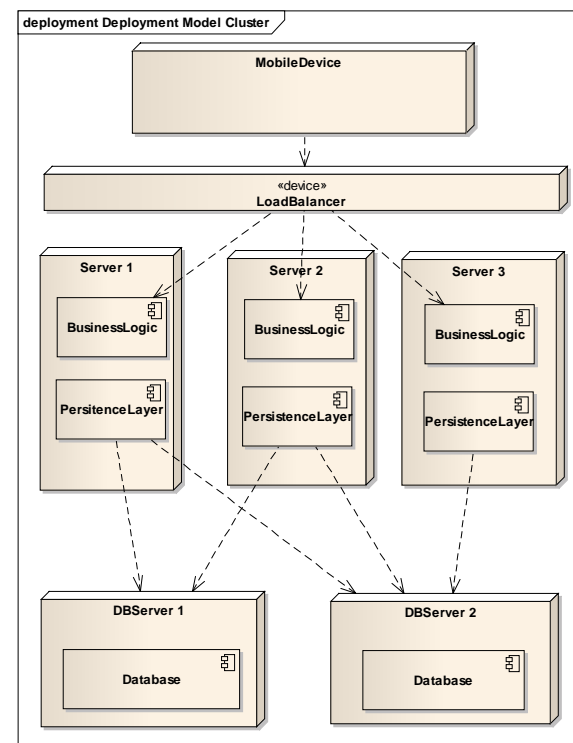 deployment Deployment Model Cluster
MobileDevice
«device»
LoadBalancer
Server 1
Server 2
Server 3
BusinessLogic
BusinessLogic
BusinessLogic
PersitenceLayer
PersistenceLayer
PersistenceLayer
DBServer 1
DBServer 2
Database
Database